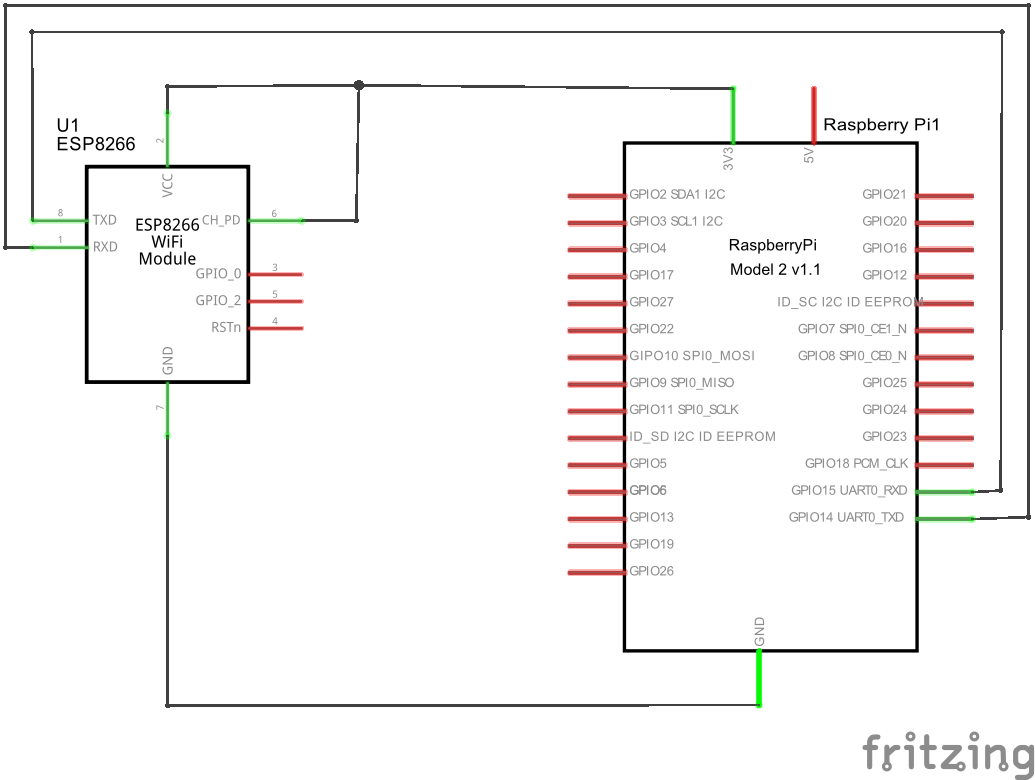 U1
ESP8266
2
VCC
8
TXD
1
RXD
ESP8266
WiFi
Module
CH_PD
6
GPIO_0
3
GPIO_2
5
RSTn
4
GND
7
Raspberry Pi1
3V3
5V
RaspberryPi
Model 2 v1.1
GPIO2 SDA1 I2C
GPIO3 SCL1 I2C
GPIO4
GPIO17
GPIO27
GPIO22
GIPO10 SPI0_MOSI
GPIO9 SPI0_MISO
GPIO11 SPI0_SCLK
ID_SD I2C ID EEPROM
GPIO5
GPIO6
GPIO13
GPIO19
GPIO26
GPIO21
GPIO20
GPIO16
GPIO12
ID_SC I2C ID EEPROM
GPIO7 SPI0_CE1_N
GPIO8 SPI0_CE0_N
GPIO25
GPIO24
GPIO23
GPIO18 PCM_CLK
GPIO15 UART0_RXD
GPIO14 UART0_TXD
GND
fritzing